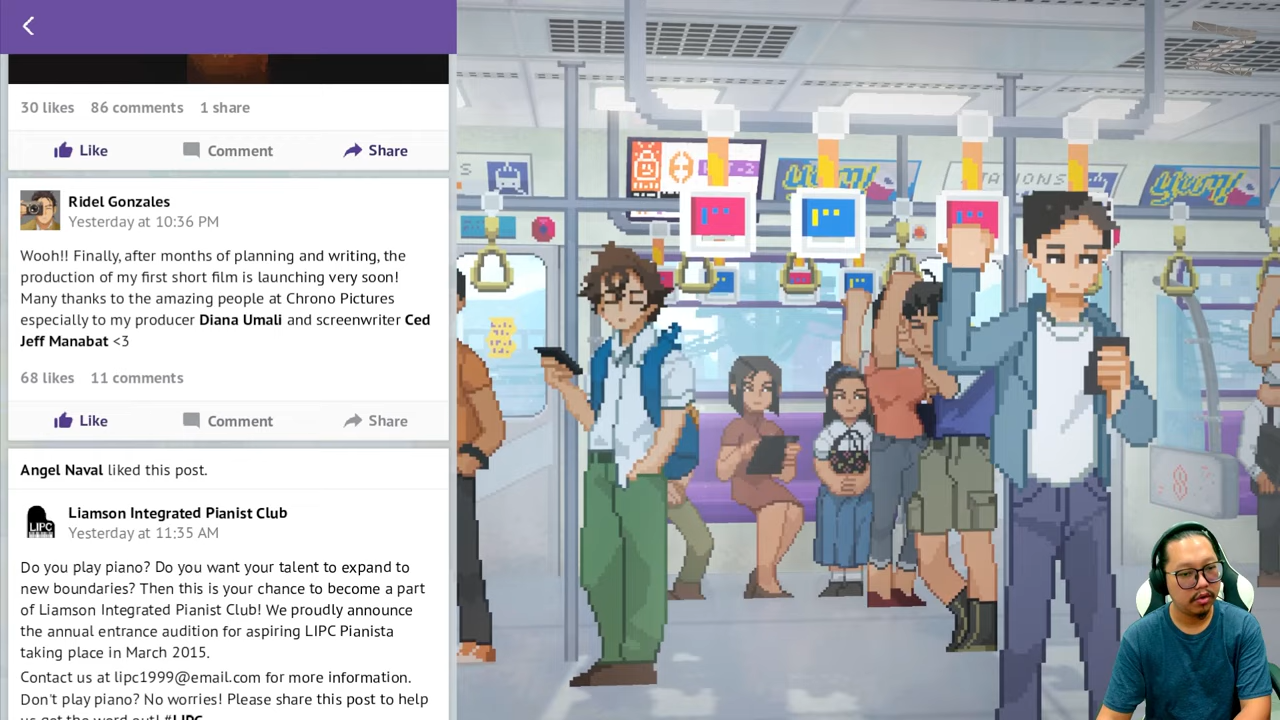 30 likes 86 comments 1 share
Like Comment Share
Ridel Gonzales
Yesterday at 10:36 PM
Wooh!! Finally, after months of planning and writing, the
production of my first short film is launching very soon!
Many thanks to the amazing people at Chrono Pictures
especially to my producer Diana Umali and screenwriter Ced
Jeff Manabat <3
68 likes 11 comments
Like Comment Share
Angel Naval liked this post.
LIPC
Liamson Integrated Pianist Club
Yesterday at 11:35 AM
Do you play piano? Do you want your talent to expand to
new boundaries? Then this is your chance to become a part
of Liamson Integrated Pianist Club! We proudly announce
the annual entrance audition for aspiring LIPC Pianista
taking place in March 2015.
Contact us at lipc1999@email.com for more information.
Don't play piano? No worries! Please share this post to help
us get the word out! #LIPC